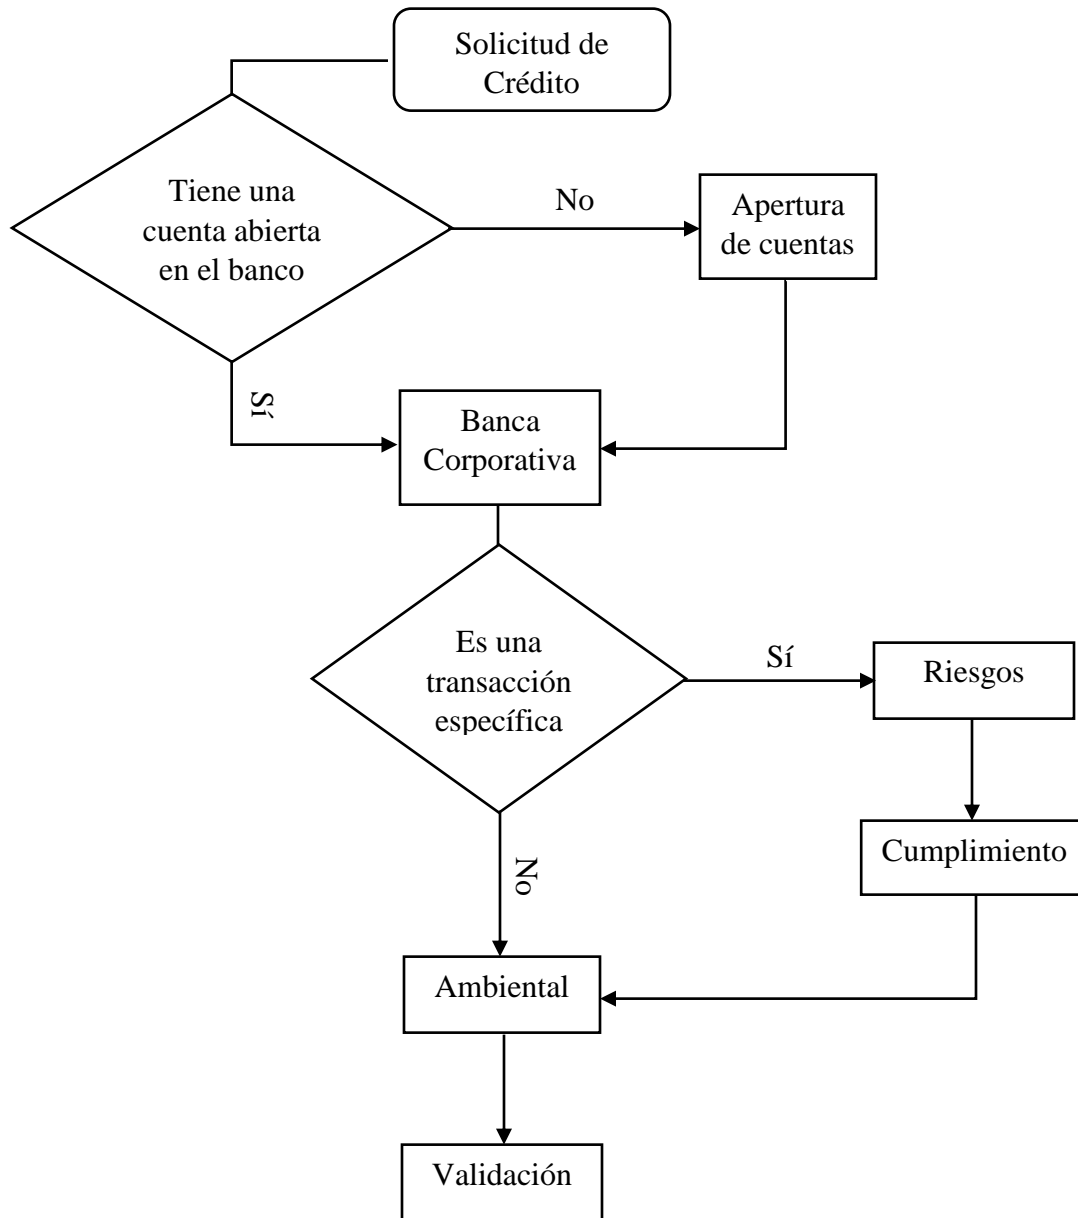 Solicitud de
Crédito
Tiene una
cuenta abierta
en el banco
No
Apertura
de cuentas
Sí
Banca
Corporativa
Es una
transacción
específica
Sí
Riesgos
Cumplimiento
No
Ambiental
Validación